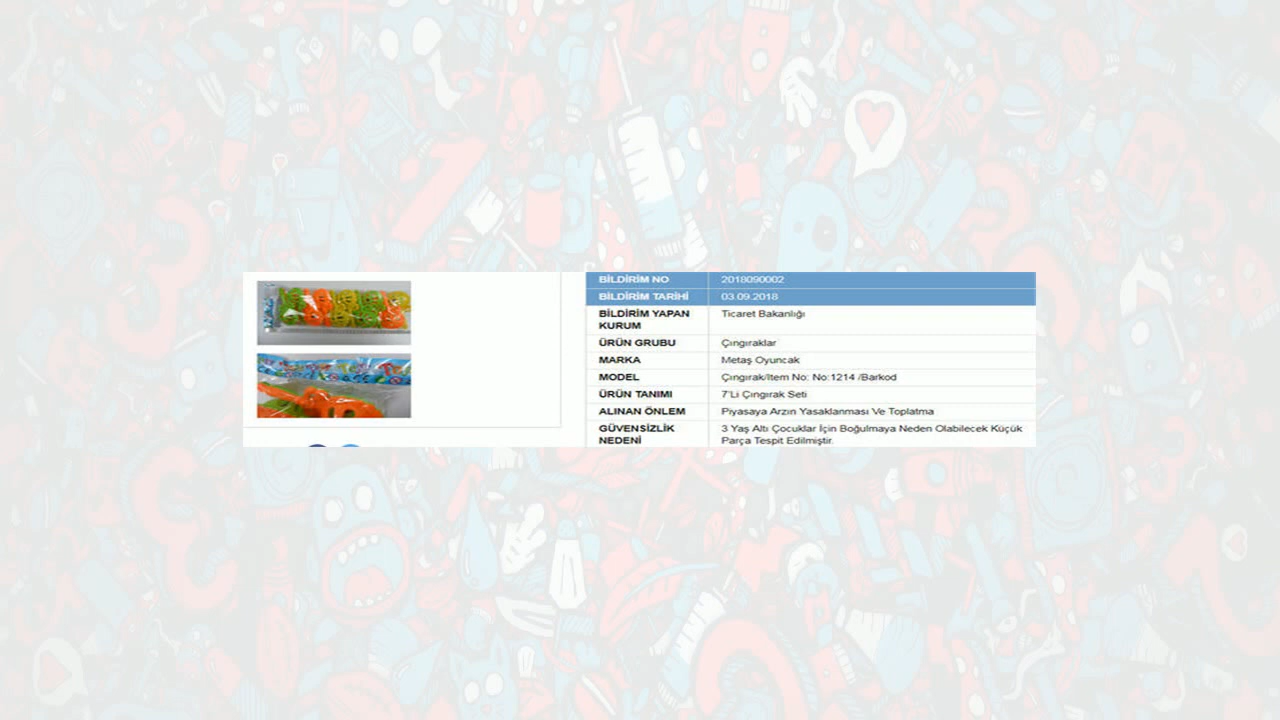 BİLDİRİM NO 2018090002
BİLDİRİM TARİHİ 03.09.2018
BİLDİRİM YAPAN KURUM Ticaret Bakanlığı
ÜRÜN GRUBU Çıngıraklar
MARKA Metaş Oyuncak
MODEL Çıngırak/Item No: No:1214 /Barkod
ÜRÜN TANIMI 7'Li Çıngırak Seti
ALINAN ÖNLEM Piyasaya Arzın Yasaklanması Ve Toplatma
GÜVENSİZLİK NEDENİ 3 Yaş Altı Çocuklar İçin Boğulmaya Neden Olabilecek Küçük
Parça Tespit Edilmiştir.